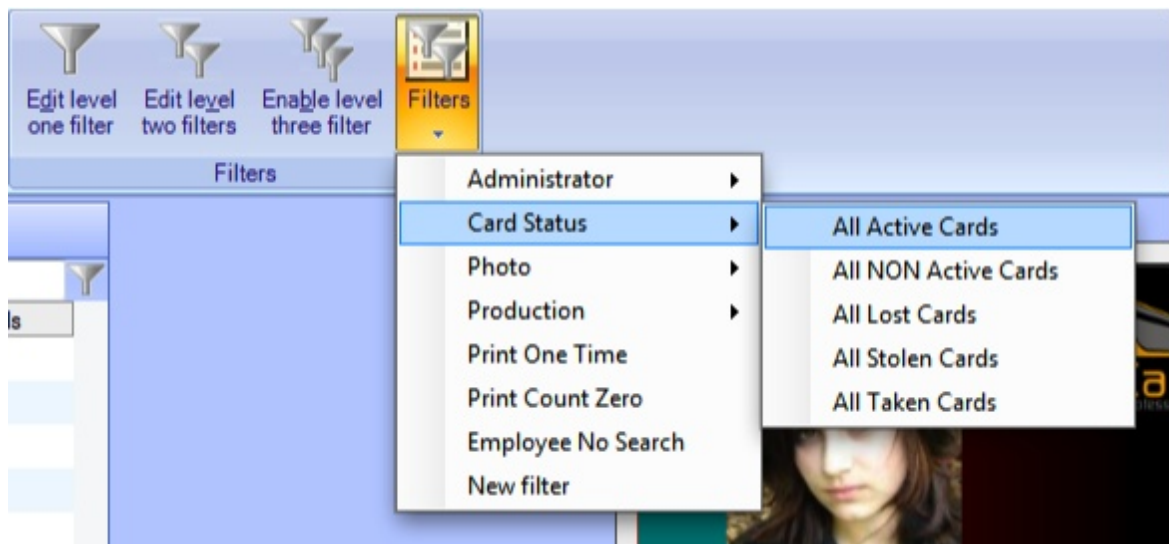 Edit level
one filter
Edit level
two filters
Enable level
three filter
Filters
Filters
Administrator
Card Status
Photo
Production
Print One Time
Print Count Zero
Employee No Search
New filter
All Active Cards
All NON Active Cards
All Lost Cards
All Stolen Cards
All Taken Cards